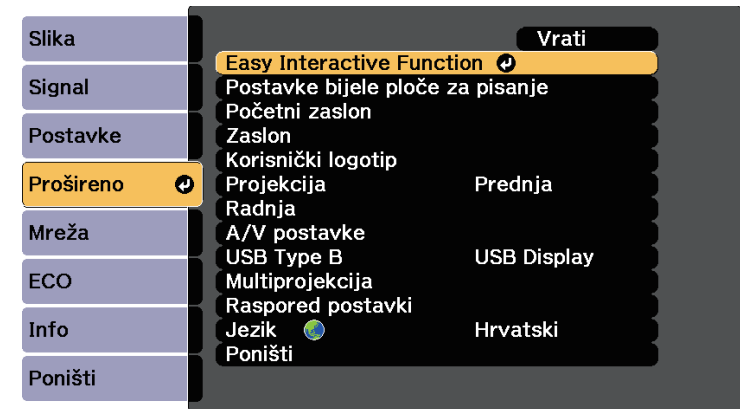 Slika
Signal
Postavke
Prošireno
Mreža
ECO
Info
Poništi
Vrati
Easy Interactive Function
Postavke bijele ploče za pisanje
Početni zaslon
Zaslon
Korisnički logotip
Projekcija Prednja
Radnja
A/V postavke
USB Type B USB Display
Multiprojekcija
Raspored postavki
Jezik Hrvatski
Poništi